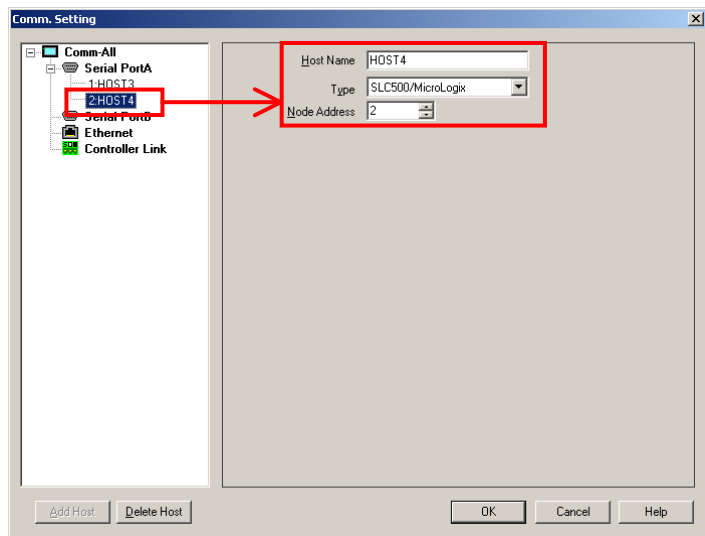 Comm. Setting
Comm-All
Serial PortA
1:HOST3
2:HOST4
Serial PortB
Ethernet
Controller Link
Host Name HOST4
Type SLC500/MicroLogix
Node Address 2
Add Host Delete Host OK Cancel Help